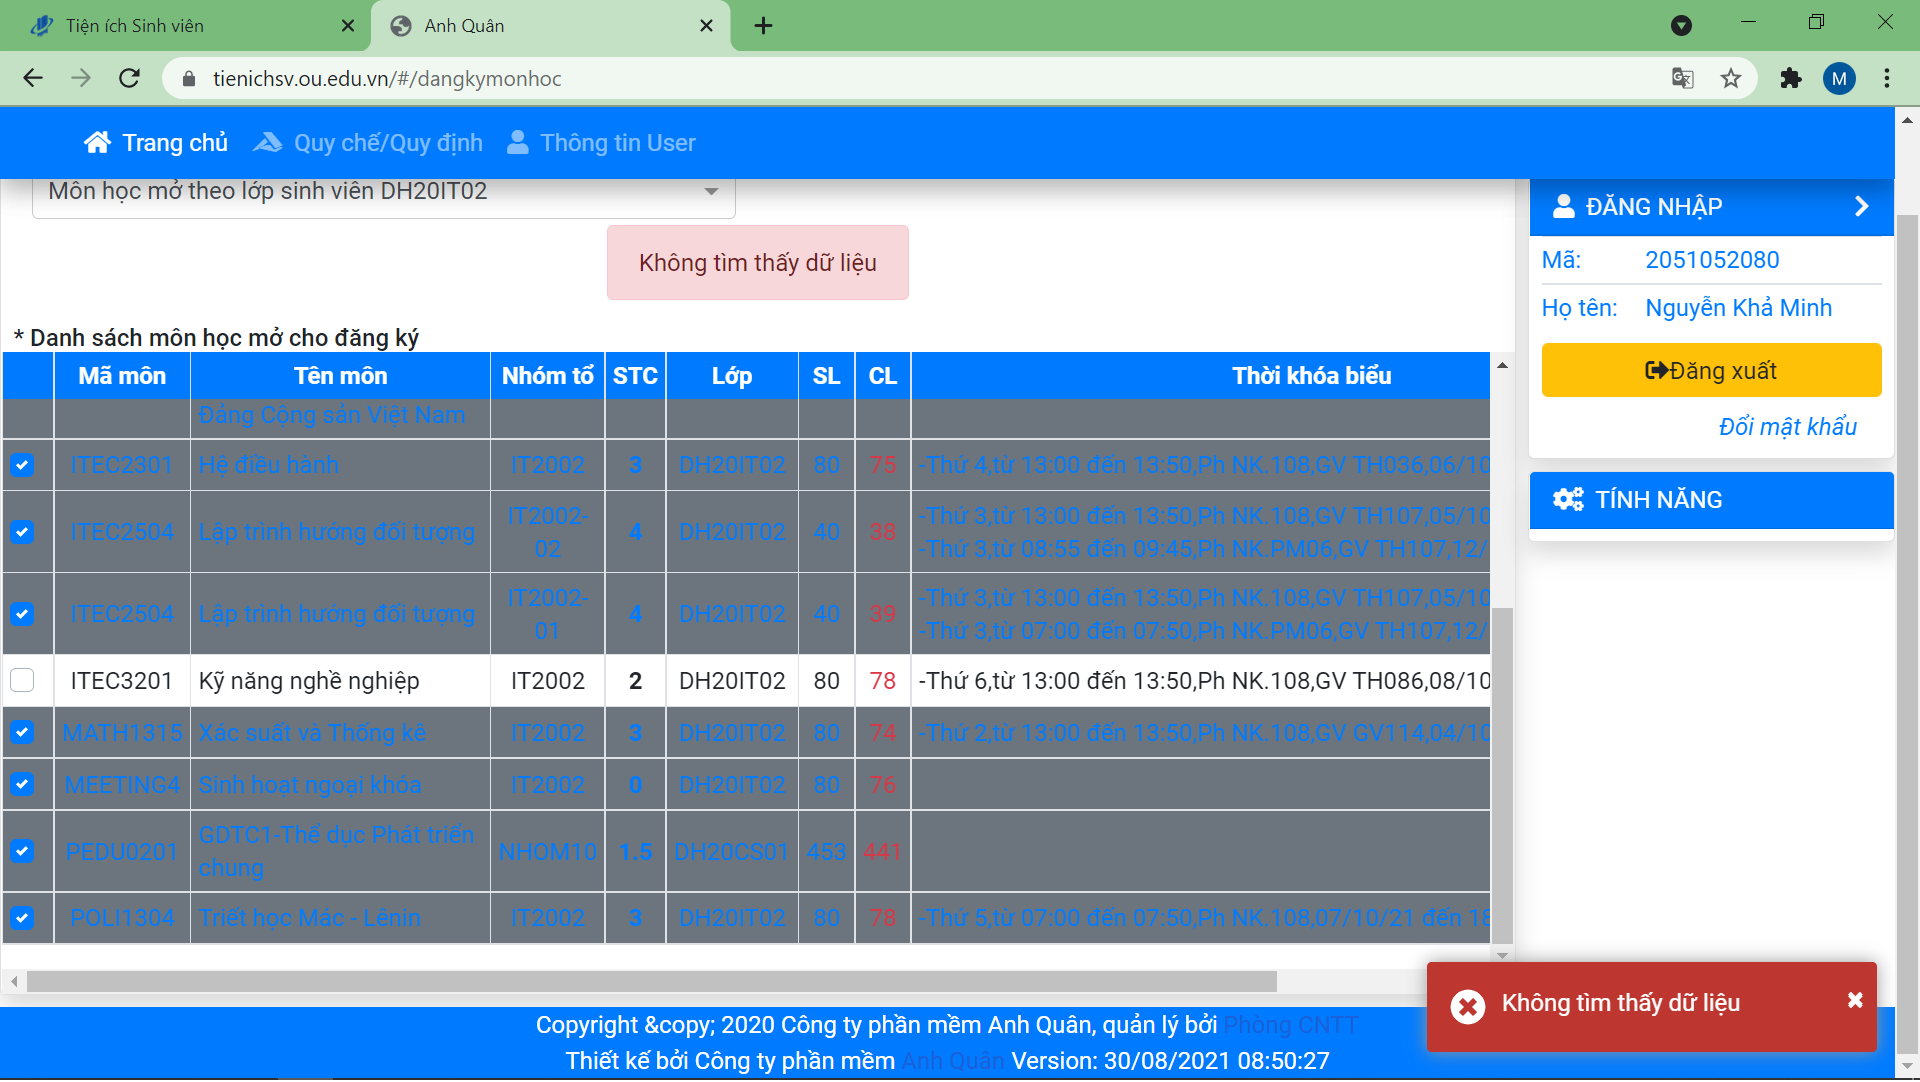 Tiện ích Sinh viên
Anh Quân
tienichsv.ou.edu.vn/#/dangkymonhoc
M
Trang chủ Quy chế/Quy định Thông tin User
Môn học mở theo lớp sinh viên DH20IT02
Không tìm thấy dữ liệu
* Danh sách môn học mở cho đăng ký
Mã môn Tên môn Nhóm tổ STC Lớp SL CL Thời khóa biểu
Đảng Cộng sản Việt Nam
ITEC2301 Hệ điều hành IT2002 3 DH20IT02 80 75 -Thứ 4,từ 13:00 đến 13:50,Ph NK.108,GV TH036,06/10
ITEC2504 Lập trình hướng đối tượng IT2002-02 4 DH20IT02 40 38 -Thứ 3,từ 13:00 đến 13:50,Ph NK.108,GV TH107,05/10
-Thứ 3,từ 08:55 đến 09:45,Ph NK.PM06,GV TH107,12/
ITEC2504 Lập trình hướng đối tượng IT2002-01 4 DH20IT02 40 39 -Thứ 3,từ 13:00 đến 13:50,Ph NK.108,GV TH107,05/10
-Thứ 3,từ 07:00 đến 07:50,Ph NK.PM06,GV TH107,12/
ITEC3201 Kỹ năng nghề nghiệp IT2002 2 DH20IT02 80 78 -Thứ 6,từ 13:00 đến 13:50,Ph NK.108,GV TH086,08/10
MATH1315 Xác suất và Thống kê IT2002 3 DH20IT02 80 74 -Thứ 2,từ 13:00 đến 13:50,Ph NK.108,GV GV114,04/10
MEETING4 Sinh hoạt ngoại khóa IT2002 0 DH20IT02 80 76
PEDU0201 GDTC1-Thể dục Phát triển chung NHOM10 1.5 DH20CS01 453 441
POLI1304 Triết học Mác - Lênin IT2002 3 DH20IT02 80 78 -Thứ 5,từ 07:00 đến 07:50,Ph NK.108,07/10/21 đến 18
ĐĂNG NHẬP
Mã: 2051052080
Họ tên: Nguyễn Khả Minh
Đăng xuất
Đổi mật khẩu
TÍNH NĂNG
Không tìm thấy dữ liệu
Copyright &copy; 2020 Công ty phần mềm Anh Quân, quản lý bởi Phòng CNTT
Thiết kế bởi Công ty phần mềm Anh Quân Version: 30/08/2021 08:50:27